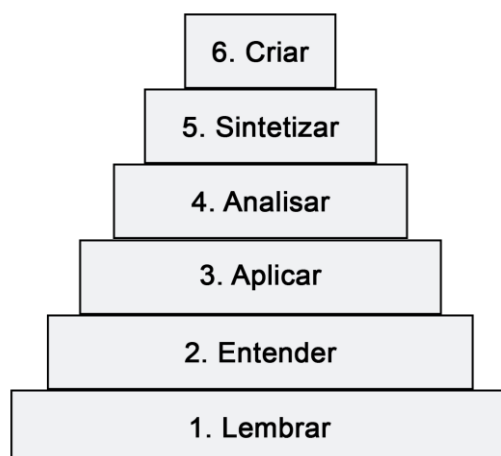 6. Criar
5. Sintetizar
4. Analisar
3. Aplicar
2. Entender
1. Lembrar